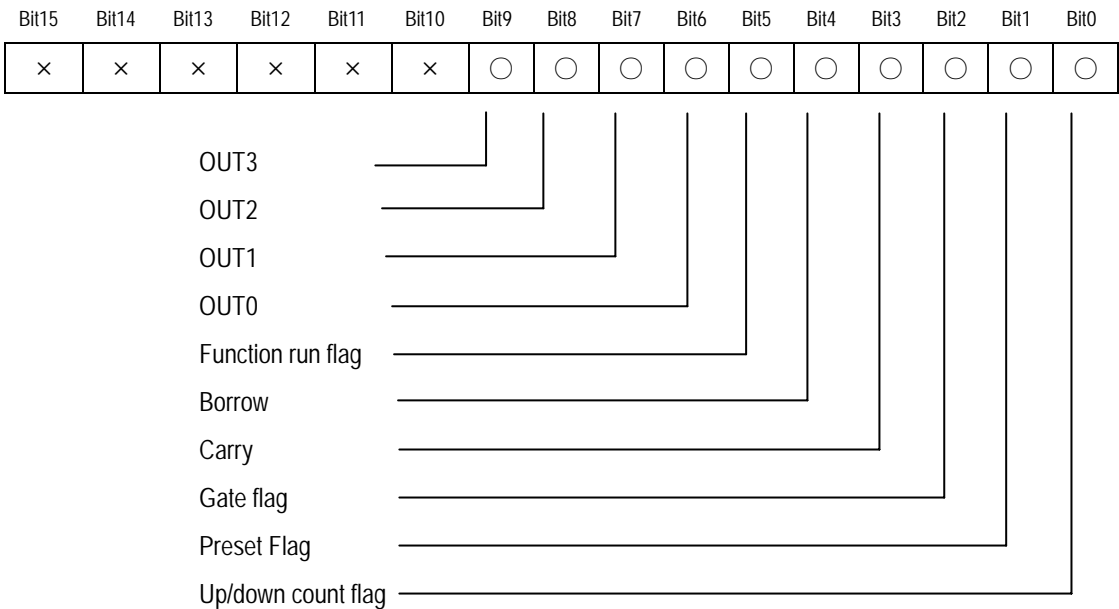 Bit15 Bit14 Bit13 Bit12 Bit11 Bit10 Bit9 Bit8 Bit7 Bit6 Bit5 Bit4 Bit3 Bit2 Bit1 Bit0
× × × × × × ○ ○ ○ ○ ○ ○ ○ ○ ○ ○
OUT3
OUT2
OUT1
OUT0
Function run flag
Borrow
Carry
Gate flag
Preset Flag
Up/down count flag